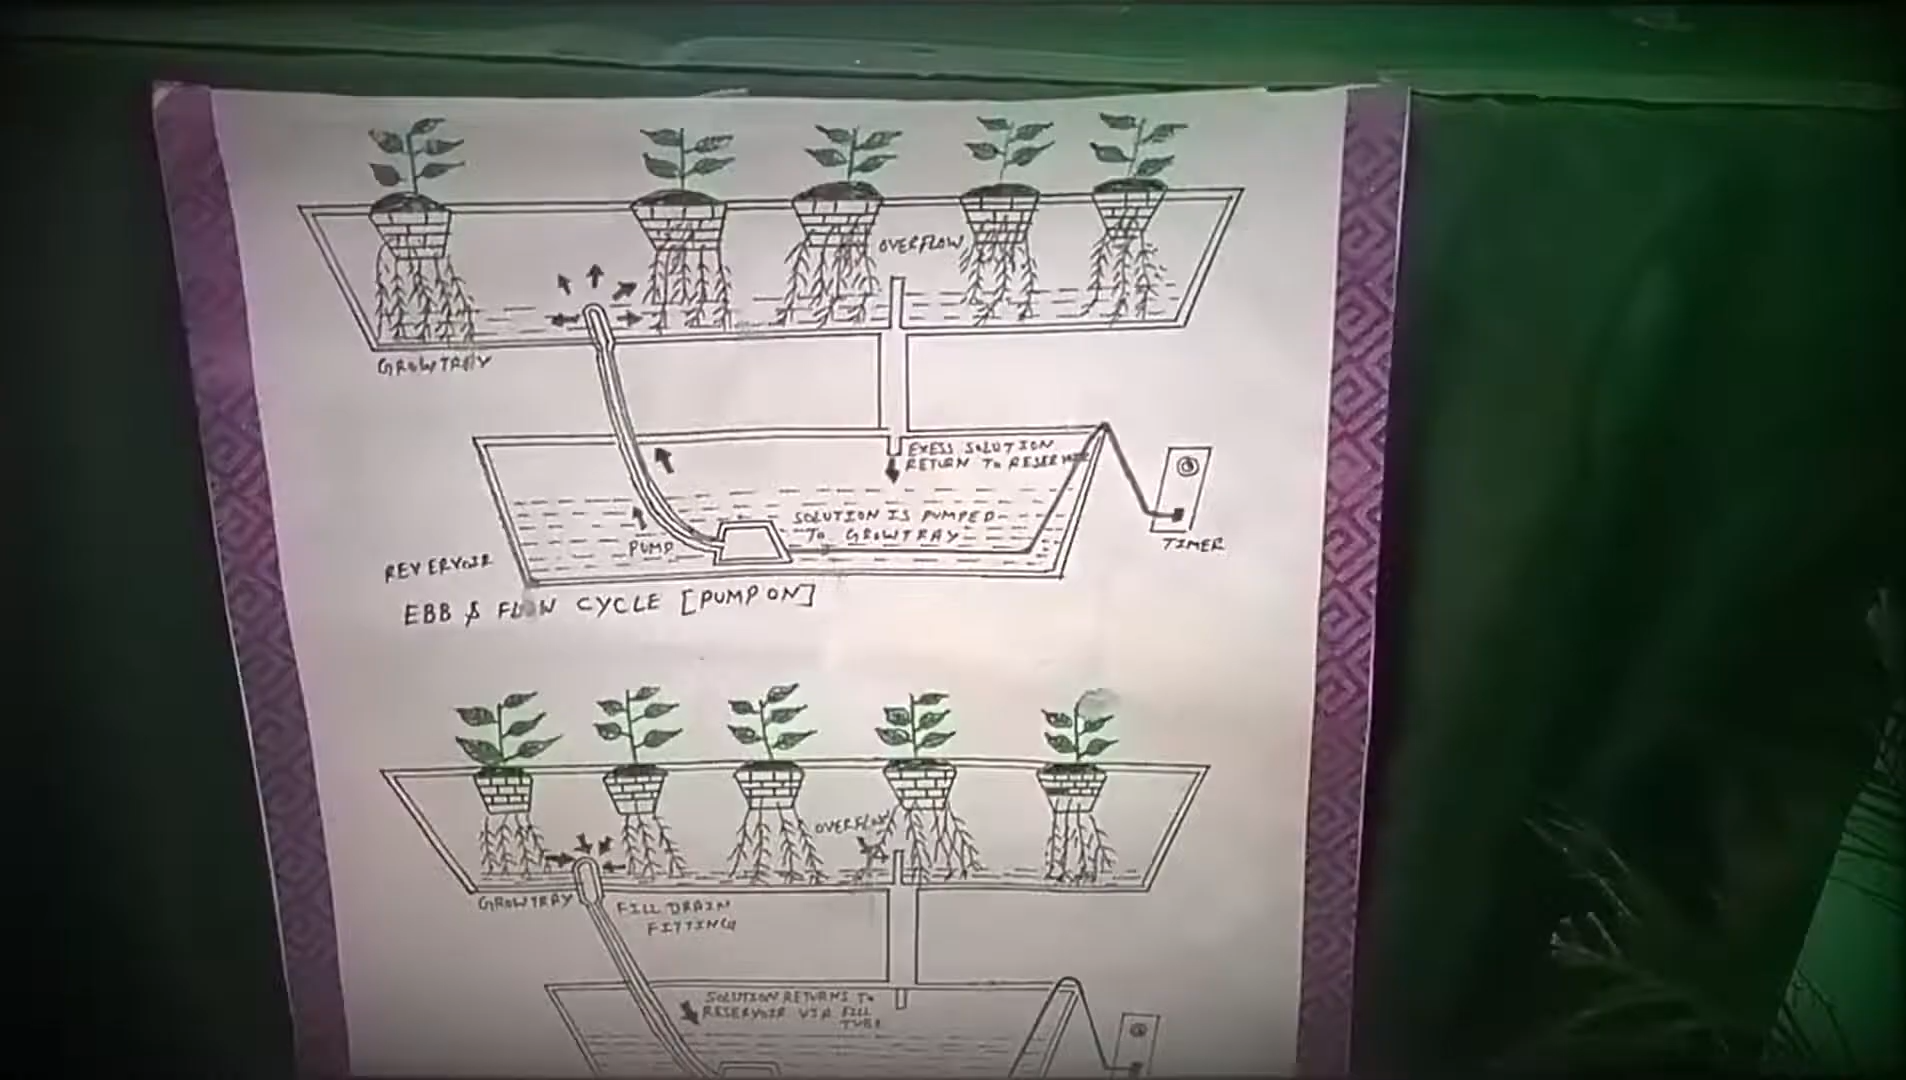 OVERFLOW
GROWTRAY
EXESS SOLUTION
RETURN TO RESERVOIR
SOLUTION IS PUMPED
TO GROWTRAY
PUMP
TIMER
REVERVOIR
EBB & FLOW CYCLE [PUMP ON]
OVERFLOW
GROWTRAY
FILL DRAIN
FITTING
SOLUTION RETURNS TO
RESERVOIR VIA FILL
TUBE